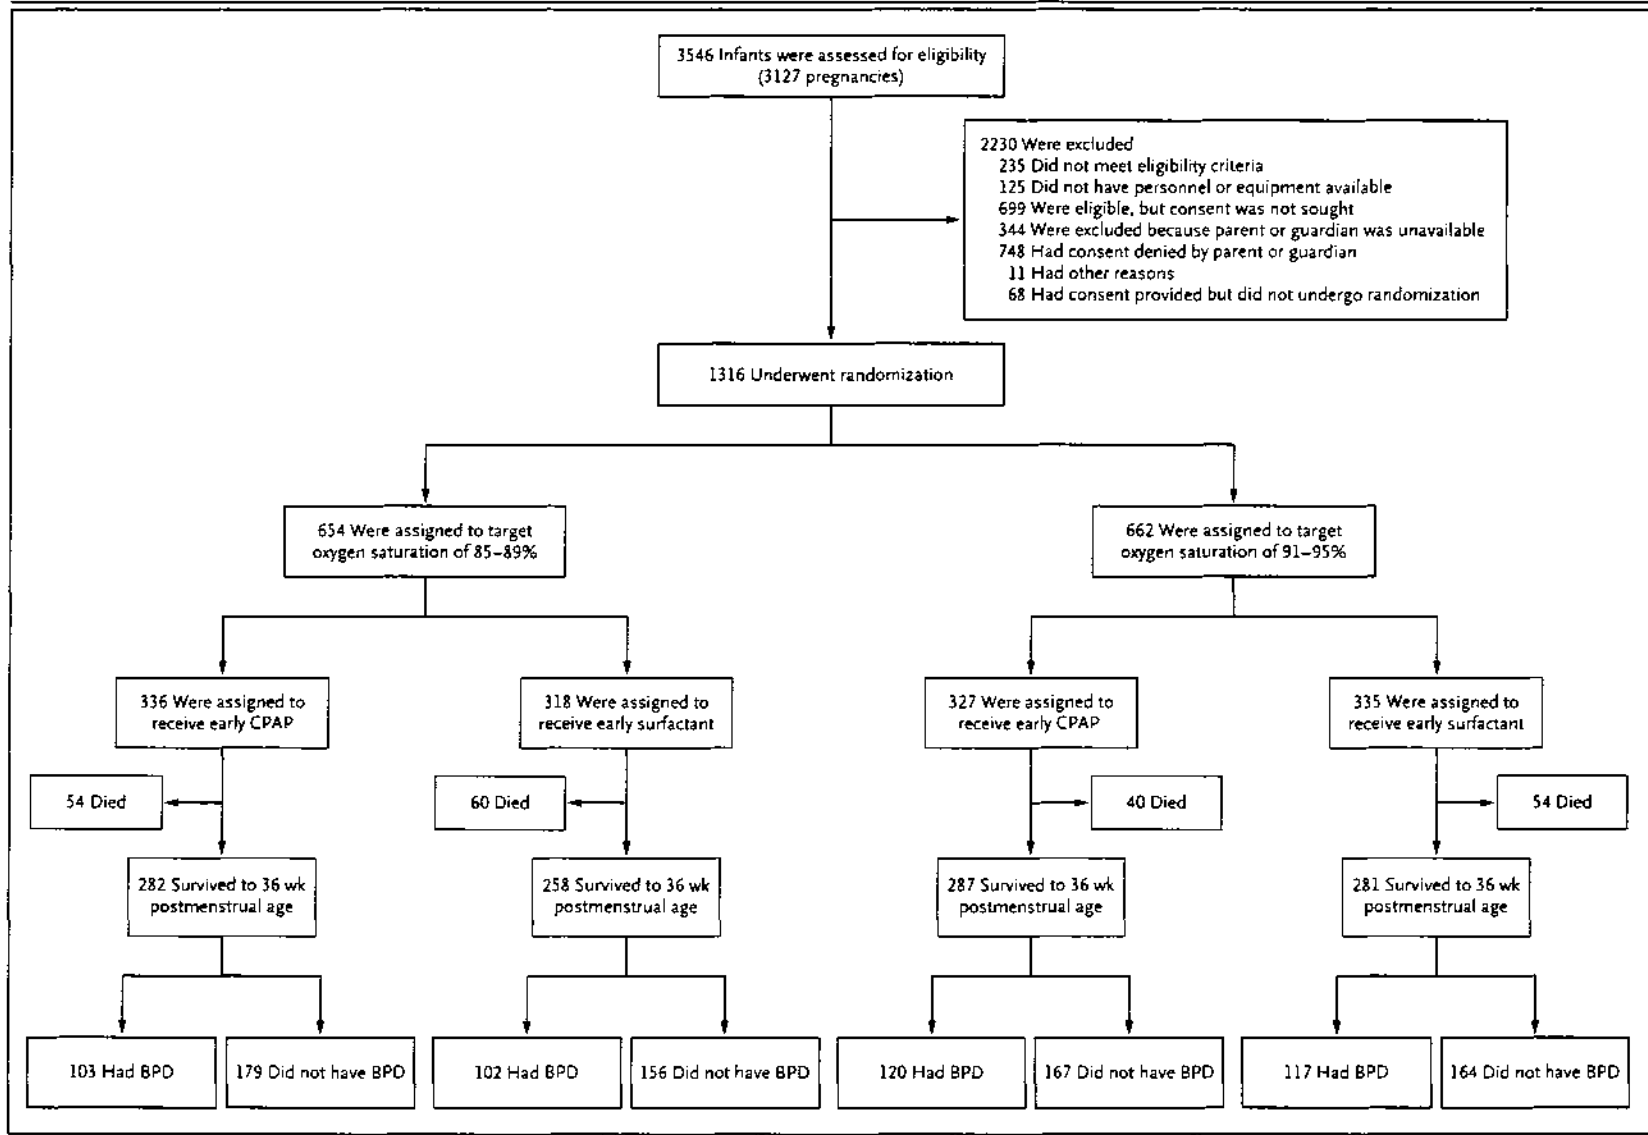 3546 Infants were assessed for eligibility
(3127 pregnancies)
2230 Were excluded
235 Did not meet eligibility criteria
125 Did not have personnel or equipment available
699 Were eligible, but consent was not sought
344 Were excluded because parent or guardian was unavailable
748 Had consent denied by parent or guardian
11 Had other reasons
68 Had consent provided but did not undergo randomization
1316 Underwent randomization
654 Were assigned to target
oxygen saturation of 85–89%
662 Were assigned to target
oxygen saturation of 91–95%
336 Were assigned to
receive early CPAP
318 Were assigned to
receive early surfactant
327 Were assigned to
receive early CPAP
335 Were assigned to
receive early surfactant
54 Died
60 Died
40 Died
54 Died
282 Survived to 36 wk
postmenstrual age
258 Survived to 36 wk
postmenstrual age
287 Survived to 36 wk
postmenstrual age
281 Survived to 36 wk
postmenstrual age
103 Had BPD
179 Did not have BPD
102 Had BPD
156 Did not have BPD
120 Had BPD
167 Did not have BPD
117 Had BPD
164 Did not have BPD